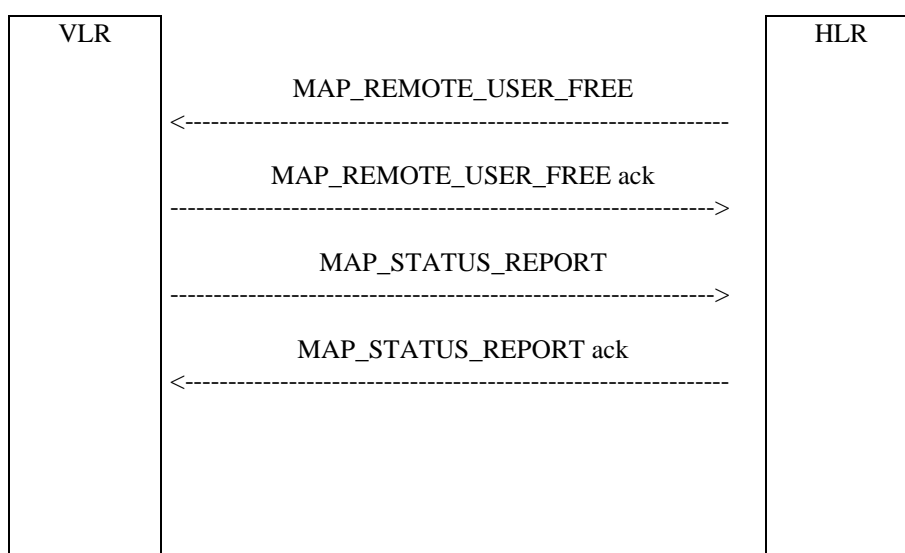 VLR
HLR
MAP_REMOTE_USER_FREE
<---------------------------------------------------------------
MAP_REMOTE_USER_FREE ack
--------------------------------------------------------------->
MAP_STATUS_REPORT
--------------------------------------------------------------->
MAP_STATUS_REPORT ack
<---------------------------------------------------------------